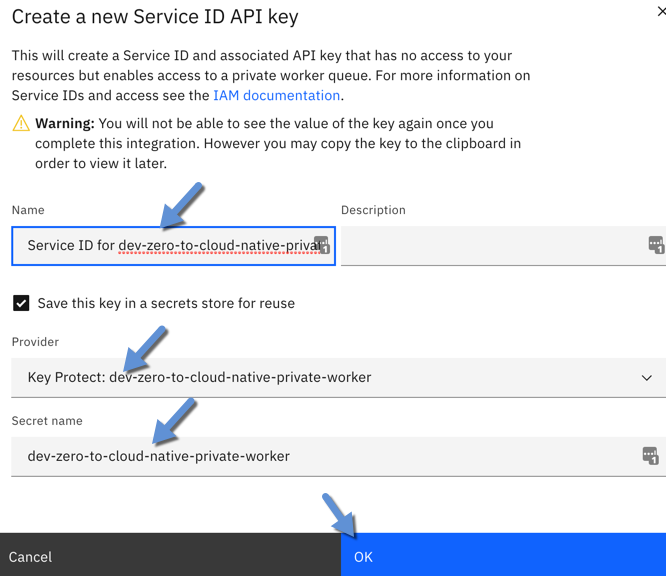 Create a new Service ID API key
This will create a Service ID and associated API key that has no access to your
resources but enables access to a private worker queue. For more information on
Service IDs and access see the IAM documentation.
Warning: You will not be able to see the value of the key again once you
complete this integration. However you may copy the key to the clipboard in
order to view it later.
Name
Description
Service ID for dev-zero-to-cloud-native-privat
1
1
Save this key in a secrets store for reuse
Provider
Key Protect: dev-zero-to-cloud-native-private-worker
Secret name
dev-zero-to-cloud-native-private-worker
1
Cancel
OK